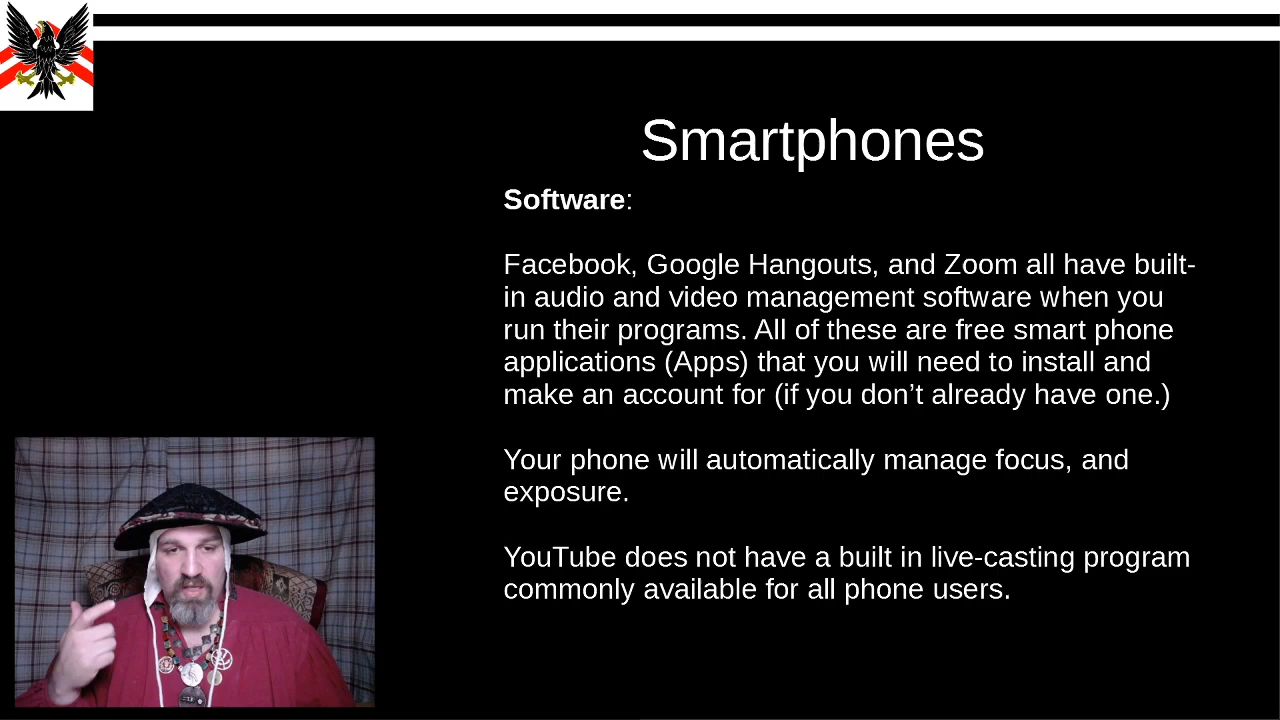 Smartphones
Software:
Facebook, Google Hangouts, and Zoom all have built-
in audio and video management software when you
run their programs. All of these are free smart phone
applications (Apps) that you will need to install and
make an account for (if you don’t already have one.)
Your phone will automatically manage focus, and
exposure.
YouTube does not have a built in live-casting program
commonly available for all phone users.